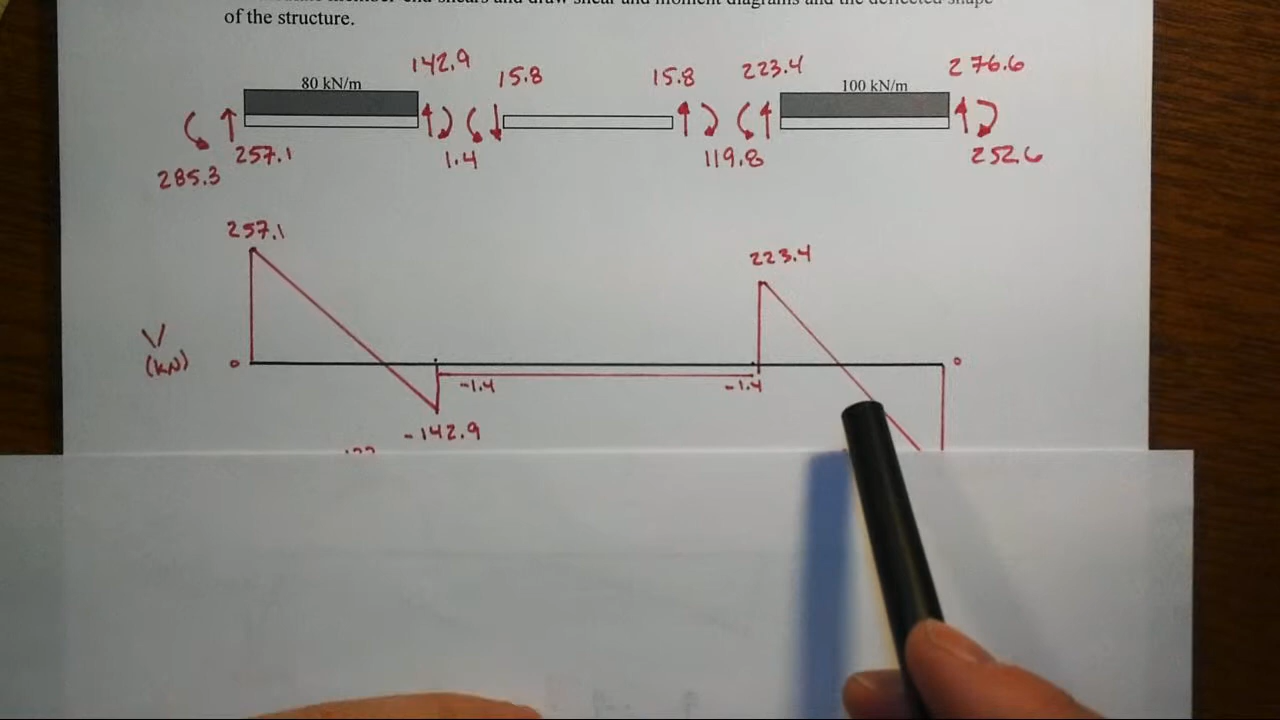 of the structure.
142.9 15.8 15.8 223.4 276.6
80 kN/m 100 kN/m
257.1 1.4 119.8 252.6
285.3
257.1
223.4
V
(kN) 0 0
-1.4 -1.4
-142.9